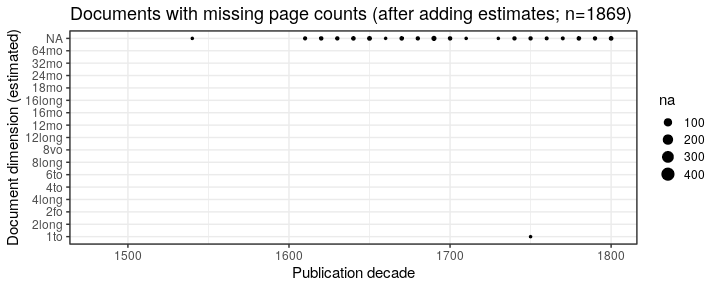 Documents with missing page counts (after adding estimates; n=1869)
Document dimension (estimated)
NA
64mo
32mo
24mo
18mo
16long
16mo
12mo
12long
8vo
8long
6to
4to
4long
2fo
2long
1to
1500
1600
1700
1800
Publication decade
na
100
200
300
400